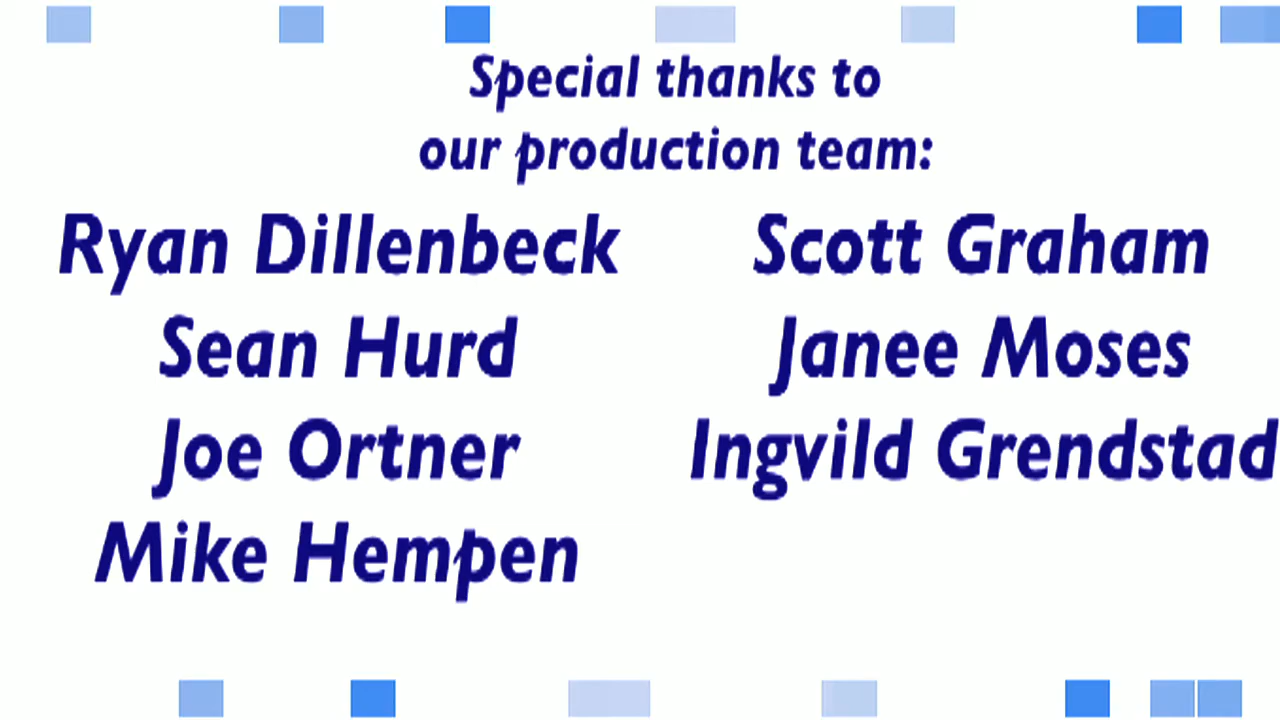 Special thanks to
our production team:
Ryan Dillenbeck
Sean Hurd
Joe Ortner
Mike Hempen
Scott Graham
Janee Moses
Ingvild Grendstad